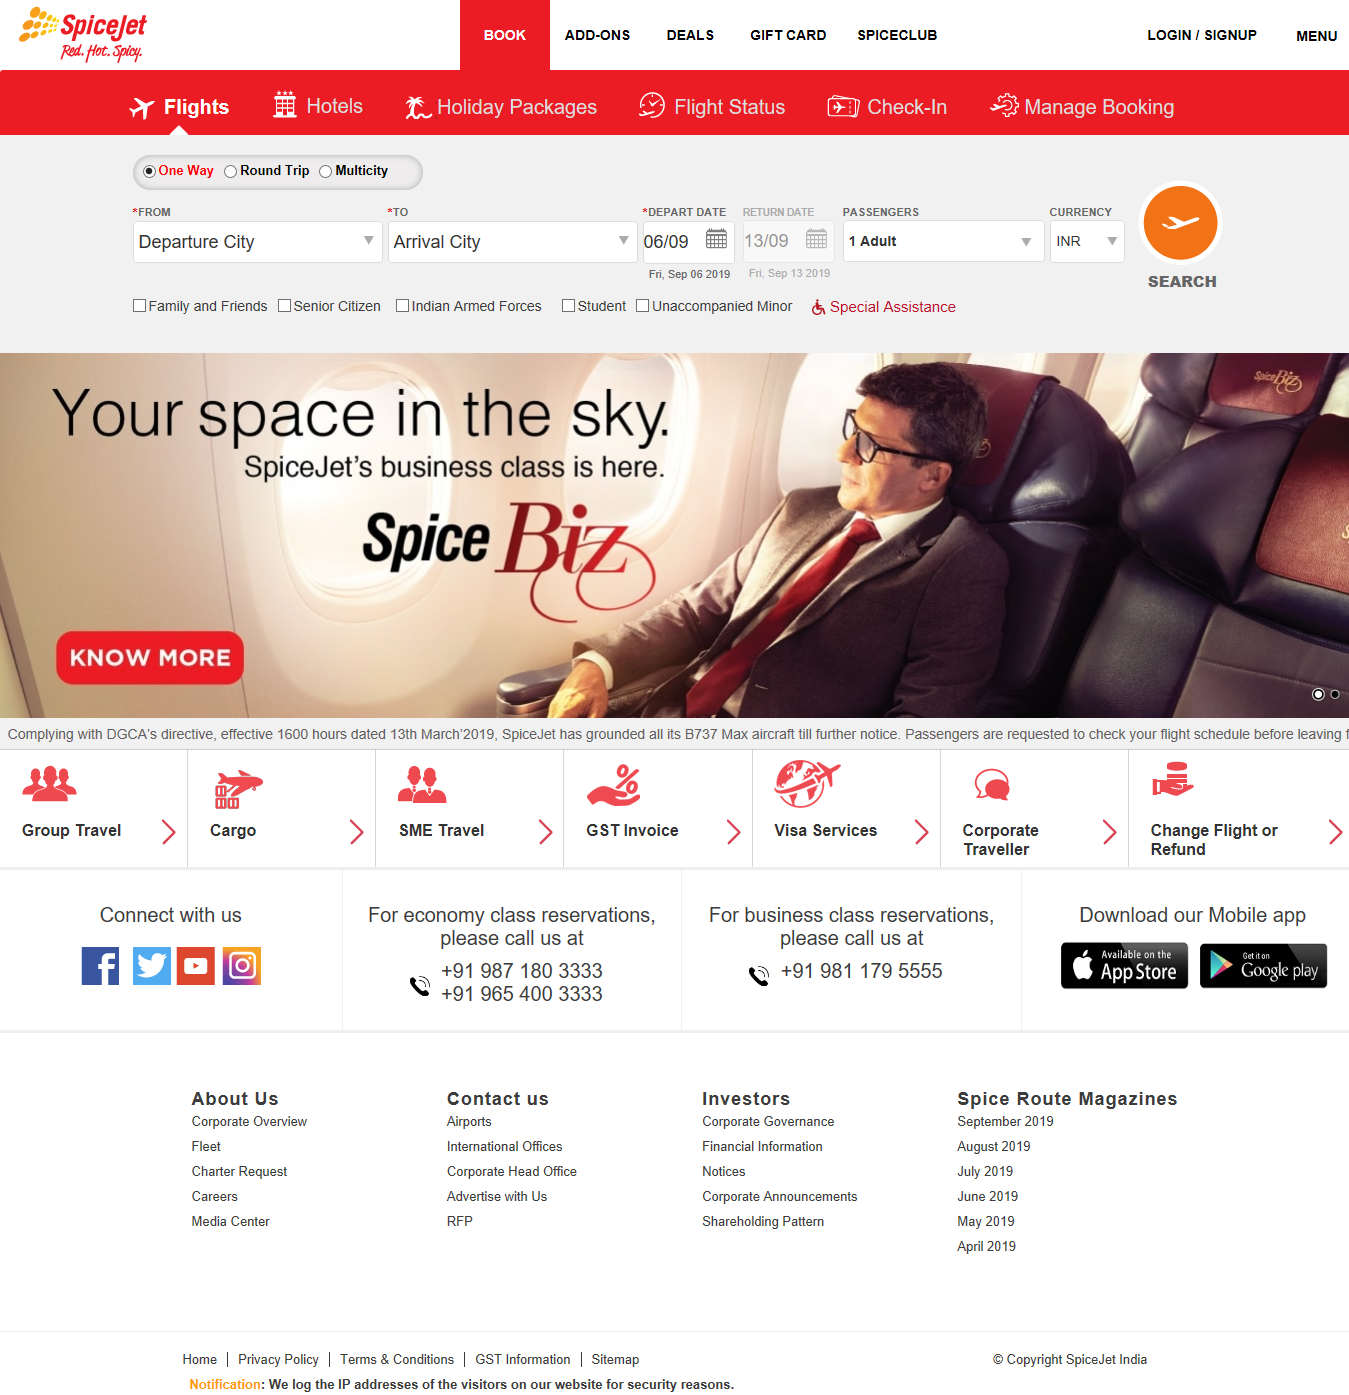 SpiceJet
Red. Hot. Spicy.
BOOK
ADD-ONS
DEALS
GIFT CARD
SPICECLUB
LOGIN / SIGNUP
MENU
Flights
Hotels
Holiday Packages
Flight Status
Check-In
Manage Booking
One Way
Round Trip
Multicity
*FROM
*TO
*DEPART DATE
RETURN DATE
PASSENGERS
CURRENCY
Departure City
Arrival City
06/09
13/09
1 Adult
INR
Fri, Sep 06 2019
Fri, Sep 13 2019
SEARCH
Family and Friends
Senior Citizen
Indian Armed Forces
Student
Unaccompanied Minor
Special Assistance
Your space in the sky.
SpiceJet's business class is here.
Spice Biz
SpiceBiz
KNOW MORE
Complying with DGCA's directive, effective 1600 hours dated 13th March'2019, SpiceJet has grounded all its B737 Max aircraft till further notice. Passengers are requested to check your flight schedule before leaving f
Group Travel
Cargo
SME Travel
GST Invoice
Visa Services
Corporate
Traveller
Change Flight or
Refund
Connect with us
For economy class reservations,
please call us at
+91 987 180 3333
+91 965 400 3333
For business class reservations,
please call us at
+91 981 179 5555
Download our Mobile app
Available on the
App Store
Get it on
Google play
About Us
Corporate Overview
Fleet
Charter Request
Careers
Media Center
Contact us
Airports
International Offices
Corporate Head Office
Advertise with Us
RFP
Investors
Corporate Governance
Financial Information
Notices
Corporate Announcements
Shareholding Pattern
Spice Route Magazines
September 2019
August 2019
July 2019
June 2019
May 2019
April 2019
Home | Privacy Policy | Terms & Conditions | GST Information | Sitemap
© Copyright SpiceJet India
Notification: We log the IP addresses of the visitors on our website for security reasons.